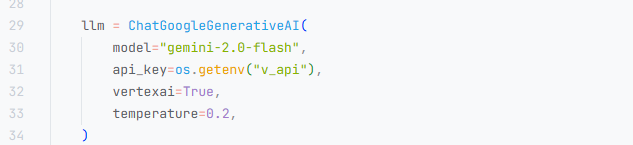 28
29 llm = ChatGoogleGenerativeAI(
30     model="gemini-2.0-flash",
31     api_key=os.getenv("v_api"),
32     vertexai=True,
33     temperature=0.2,
34 )